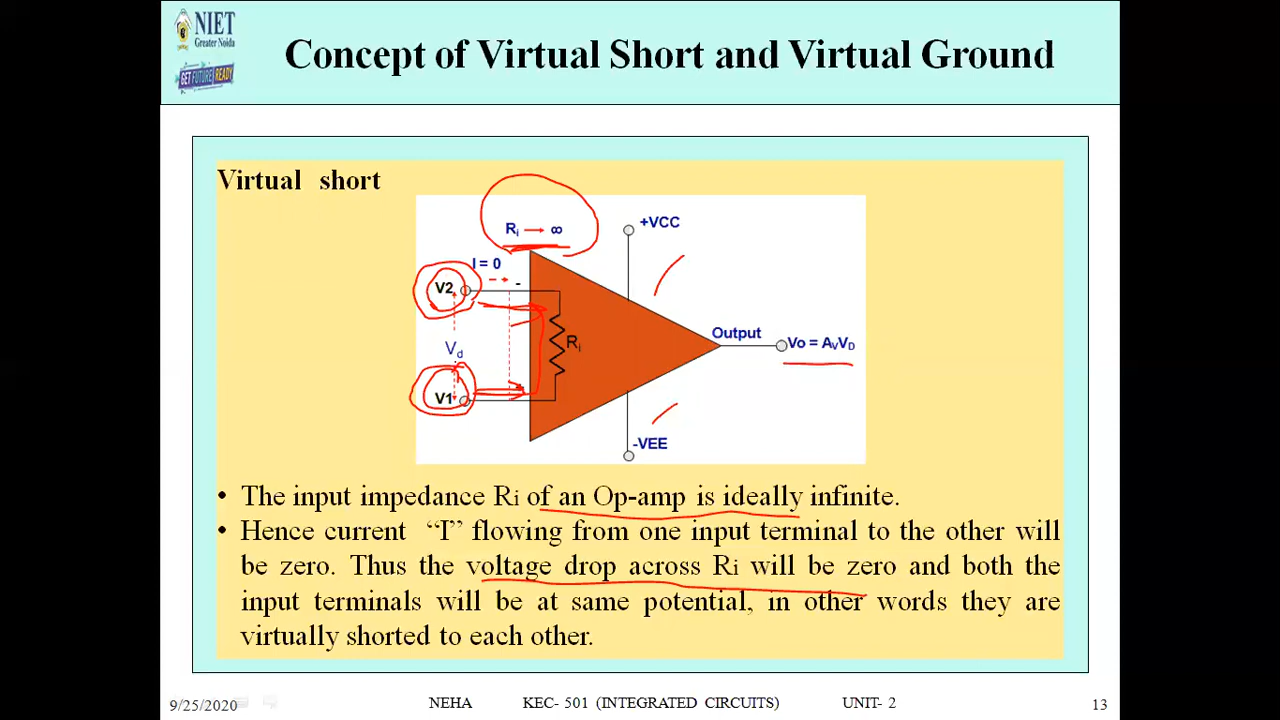 NIET
Greater Noida
GET FUTURE READY
Concept of Virtual Short and Virtual Ground
Virtual short
Ri → ∞
+VCC
I = 0
-
V2
Ri
Output
Vo = AVVD
Vd
V1
-VEE
• The input impedance Ri of an Op-amp is ideally infinite.
• Hence current “I” flowing from one input terminal to the other will
be zero. Thus the voltage drop across Ri will be zero and both the
input terminals will be at same potential, in other words they are
virtually shorted to each other.
9/25/2020
NEHA
KEC- 501 (INTEGRATED CIRCUITS)
UNIT- 2
13